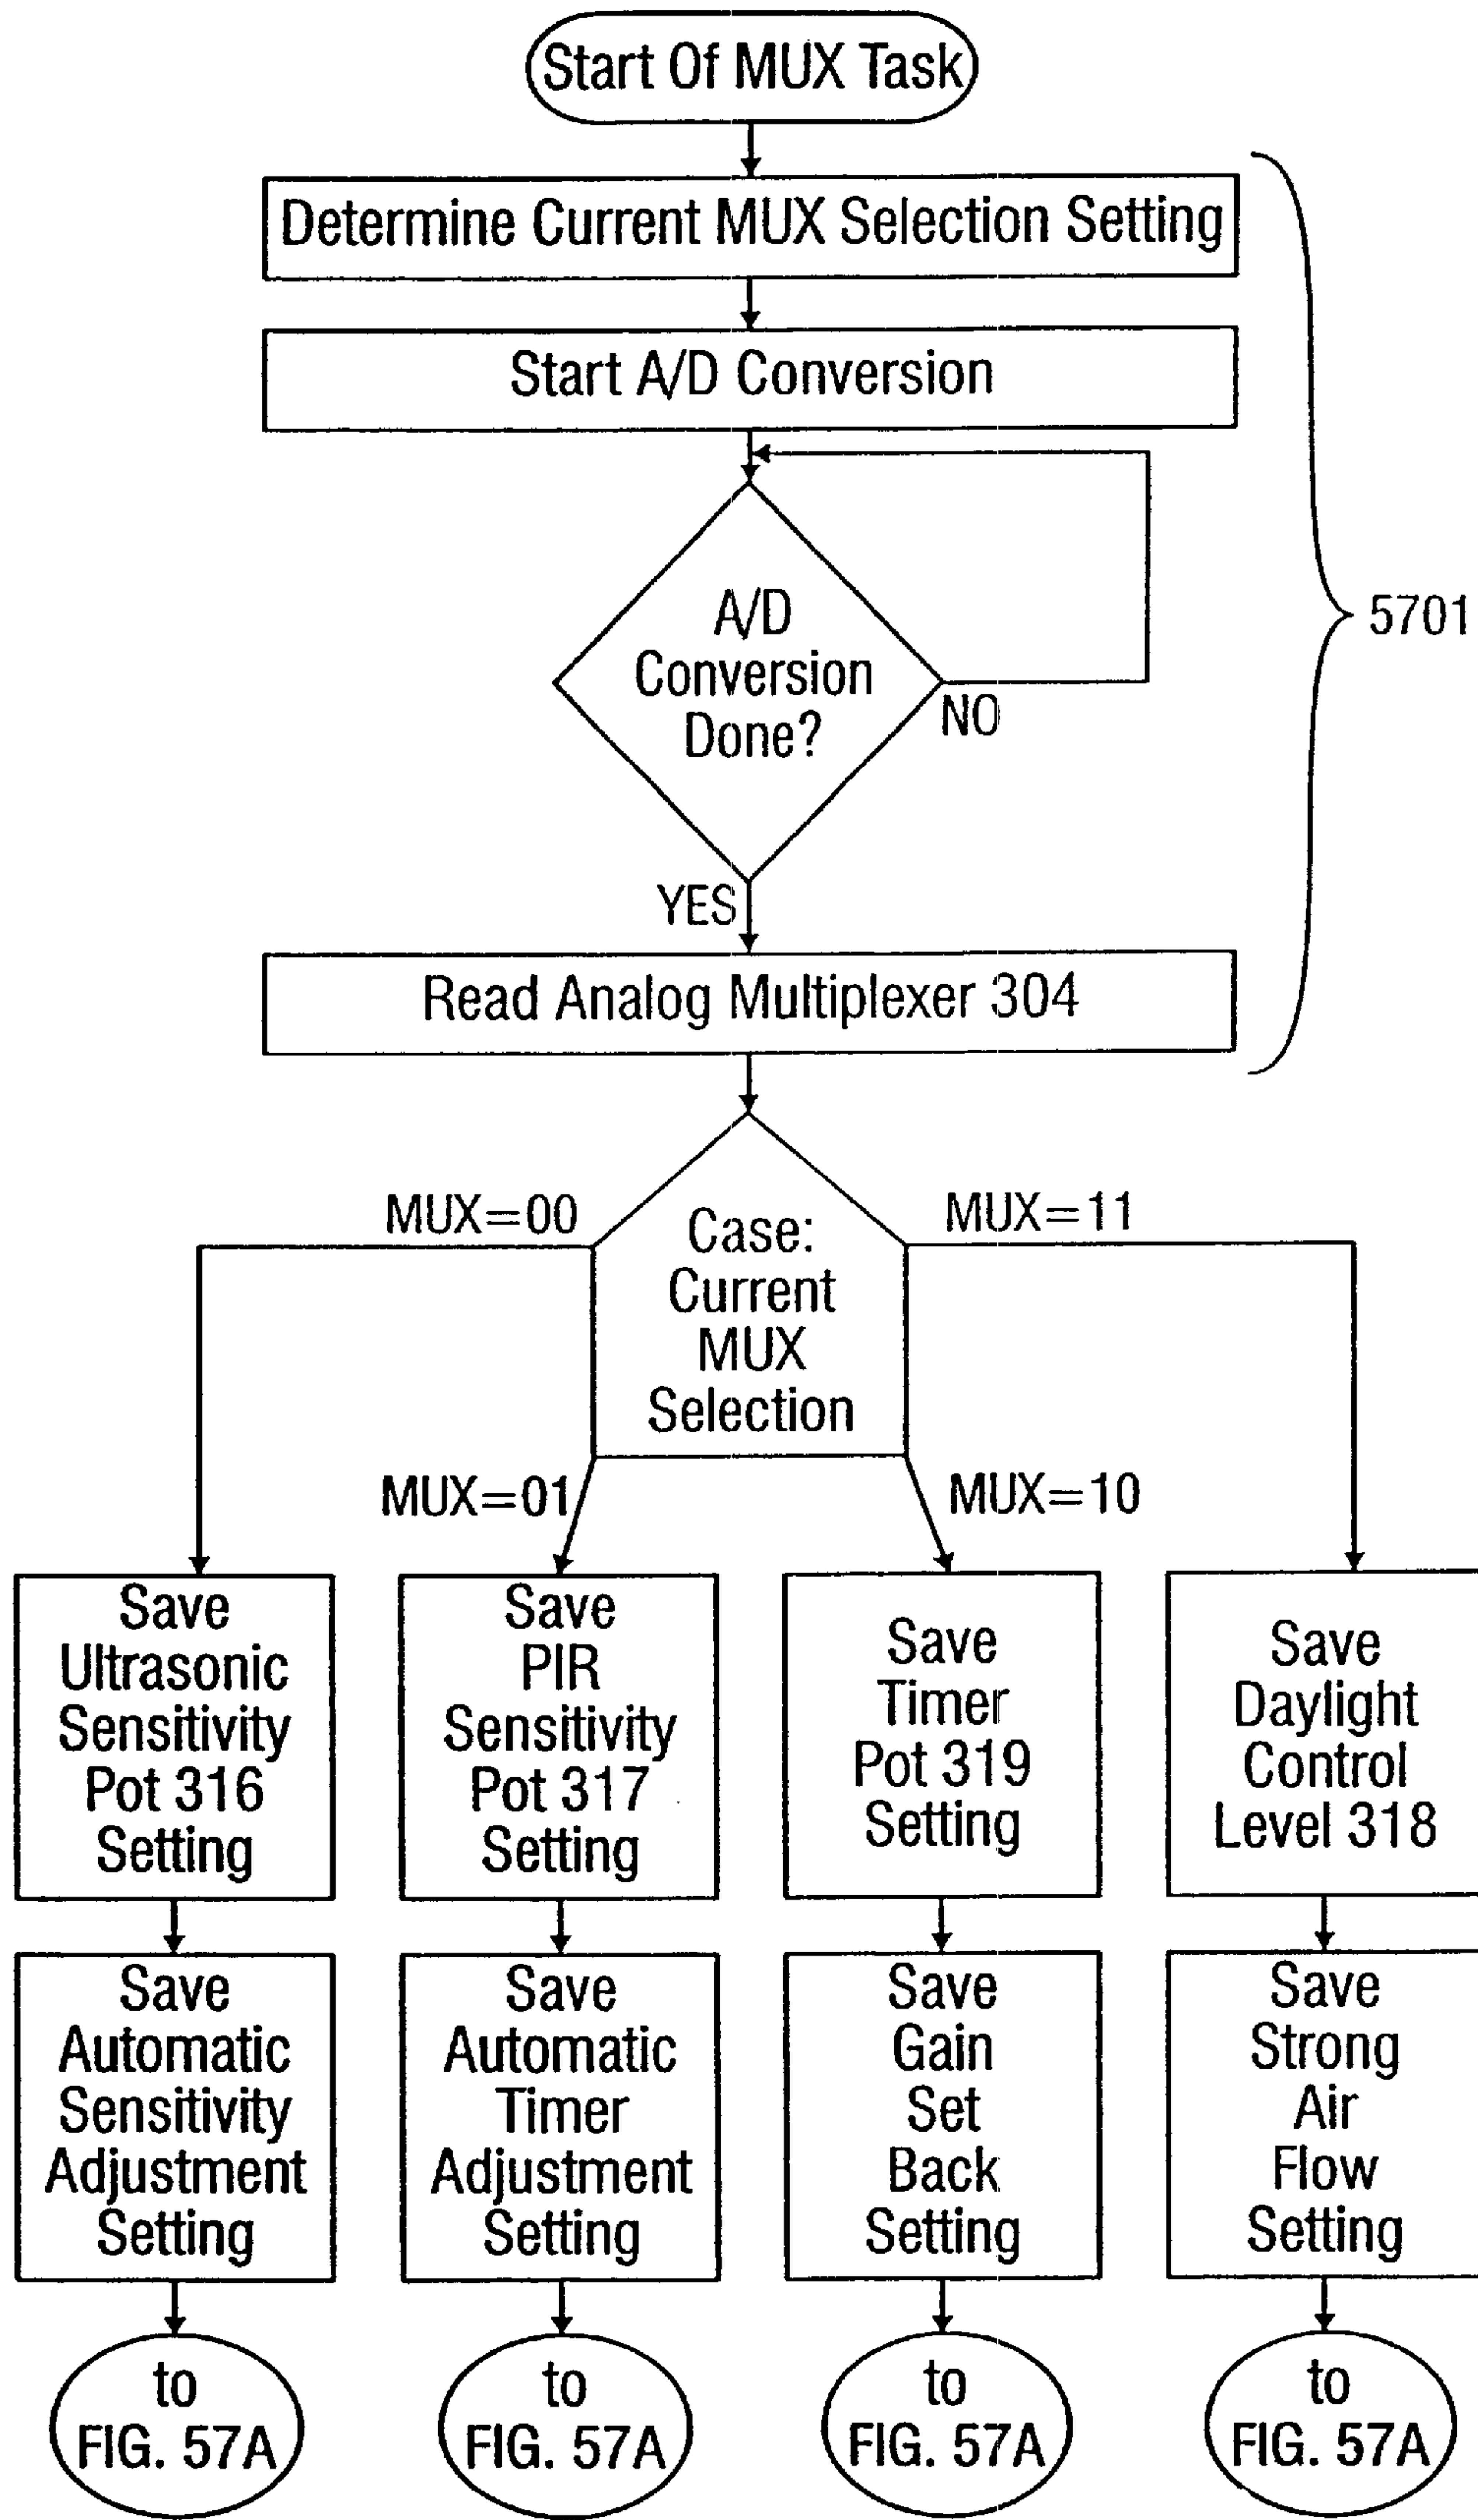 Start Of MUX Task
Determine Current MUX Selection Setting
Start A/D Conversion
A/D
Conversion
Done?
NO
5701
YES
Read Analog Multiplexer 304
MUX=00
MUX=11
Case:
Current
MUX
Selection
MUX=01
MUX=10
Save
Ultrasonic
Sensitivity
Pot 316
Setting
Save
PIR
Sensitivity
Pot 317
Setting
Save
Timer
Pot 319
Setting
Save
Daylight
Control
Level 318
Save
Automatic
Sensitivity
Adjustment
Setting
Save
Automatic
Timer
Adjustment
Setting
Save
Gain
Set
Back
Setting
Save
Strong
Air
Flow
Setting
to
FIG. 57A
to
FIG. 57A
to
FIG. 57A
to
FIG. 57A